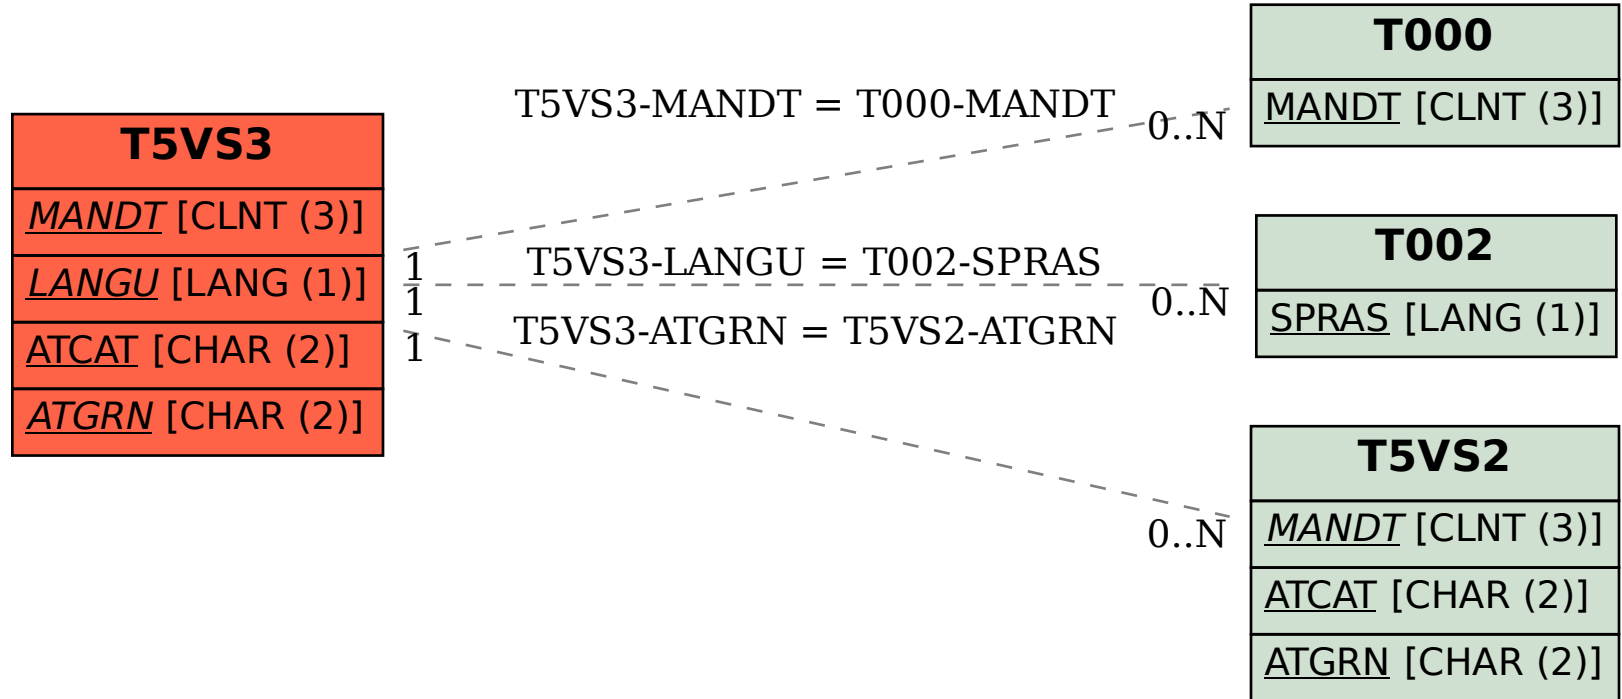 T5VS3
MANDT [CLNT (3)]
LANGU [LANG (1)]
ATCAT [CHAR (2)]
ATGRN [CHAR (2)]
T5VS3-MANDT = T000-MANDT
0..N
1
T5VS3-LANGU = T002-SPRAS
1
0..N
T5VS3-ATGRN = T5VS2-ATGRN
1
0..N
T000
MANDT [CLNT (3)]
T002
SPRAS [LANG (1)]
T5VS2
MANDT [CLNT (3)]
ATCAT [CHAR (2)]
ATGRN [CHAR (2)]